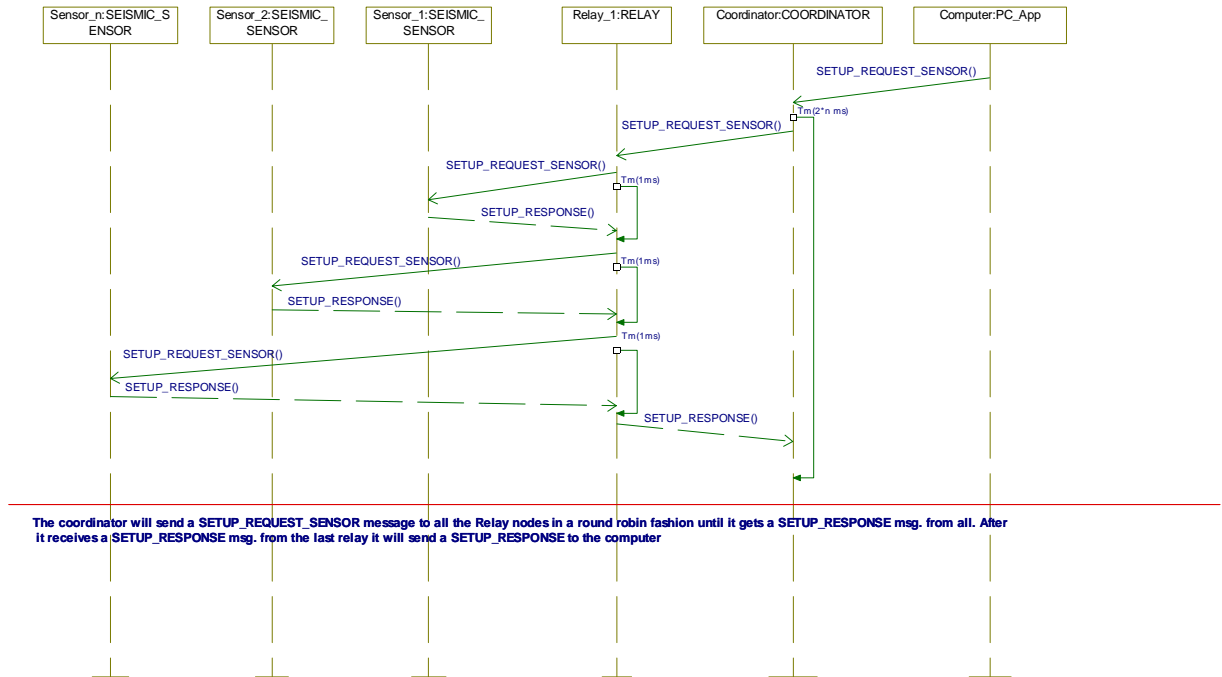 Sensor_n:SEISMIC_S
ENSOR
Sensor_2:SEISMIC_
SENSOR
Sensor_1:SEISMIC_
SENSOR
Relay_1:RELAY
Coordinator:COORDINATOR
Computer:PC_App
SETUP_REQUEST_SENSOR()
Tm(2*n ms)
SETUP_REQUEST_SENSOR()
SETUP_REQUEST_SENSOR()
Tm(1ms)
SETUP_RESPONSE()
SETUP_REQUEST_SENSOR()
Tm(1ms)
SETUP_RESPONSE()
Tm(1ms)
SETUP_REQUEST_SENSOR()
SETUP_RESPONSE()
SETUP_RESPONSE()
The coordinator will send a SETUP_REQUEST_SENSOR message to all the Relay nodes in a round robin fashion until it gets a SETUP_RESPONSE msg. from all. After
it receives a SETUP_RESPONSE msg. from the last relay it will send a SETUP_RESPONSE to the computer